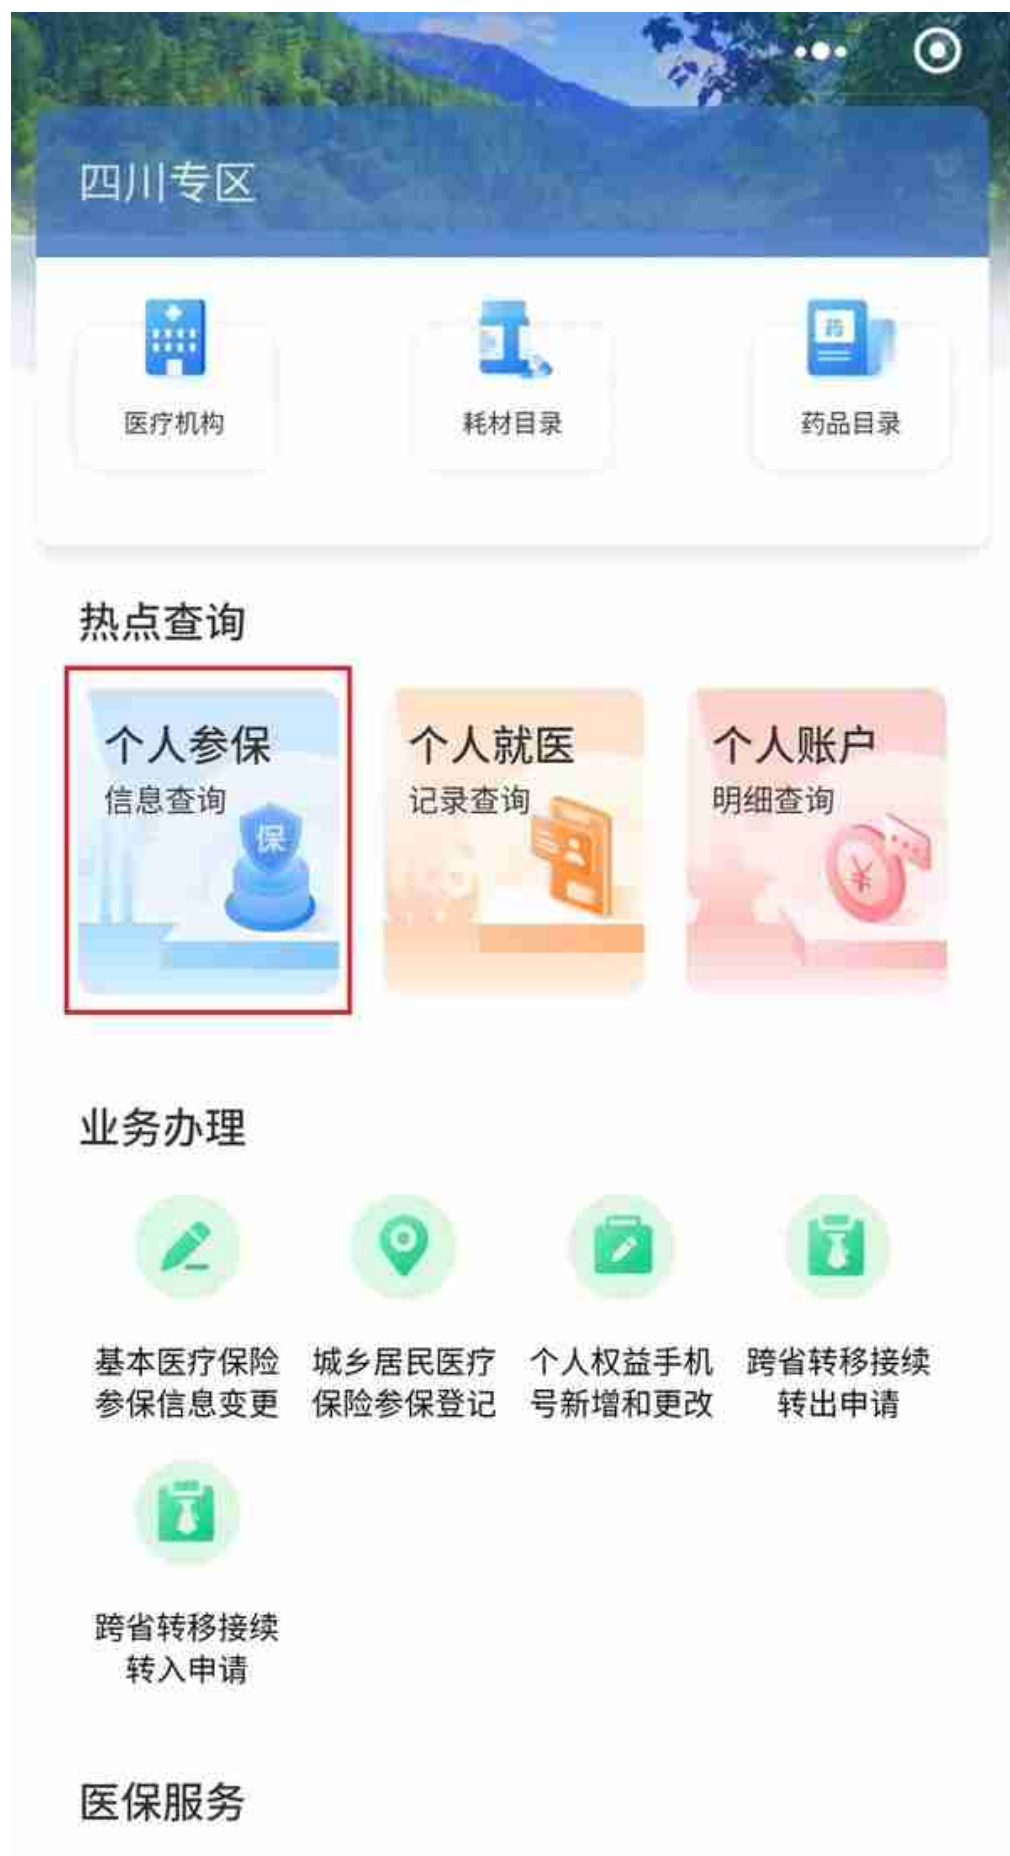 四川专区
医疗机构
耗材目录
药品目录
药
热点查询
个人参保
信息查询
保
个人就医
记录查询
个人账户
明细查询
¥
业务办理
基本医疗保险
参保信息变更
城乡居民医疗
保险参保登记
个人权益手机
号新增和更改
跨省转移接续
转出申请
跨省转移接续
转入申请
医保服务